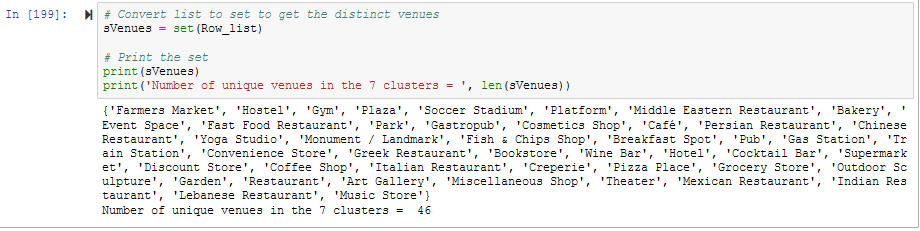 In [199]:
# Convert list to set to get the distinct venues
sVenues = set(Row_list)
# Print the set
print(sVenues)
print('Number of unique venues in the 7 clusters = ', len(sVenues))
{'Farmers Market', 'Hostel', 'Gym', 'Plaza', 'Soccer Stadium', 'Platform', 'Middle Eastern Restaurant', 'Bakery', '
Event Space', 'Fast Food Restaurant', 'Park', 'Gastropub', 'Cosmetics Shop', 'Café', 'Persian Restaurant', 'Chinese
Restaurant', 'Yoga Studio', 'Monument / Landmark', 'Fish & Chips Shop', 'Breakfast Spot', 'Pub', 'Gas Station', 'Tr
ain Station', 'Convenience Store', 'Greek Restaurant', 'Bookstore', 'Wine Bar', 'Hotel', 'Cocktail Bar', 'Supermark
et', 'Discount Store', 'Coffee Shop', 'Italian Restaurant', 'Creperie', 'Pizza Place', 'Grocery Store', 'Outdoor Sc
ulpture', 'Garden', 'Restaurant', 'Art Gallery', 'Miscellaneous Shop', 'Theater', 'Mexican Restaurant', 'Indian Res
taurant', 'Lebanese Restaurant', 'Music Store'}
Number of unique venues in the 7 clusters =  46